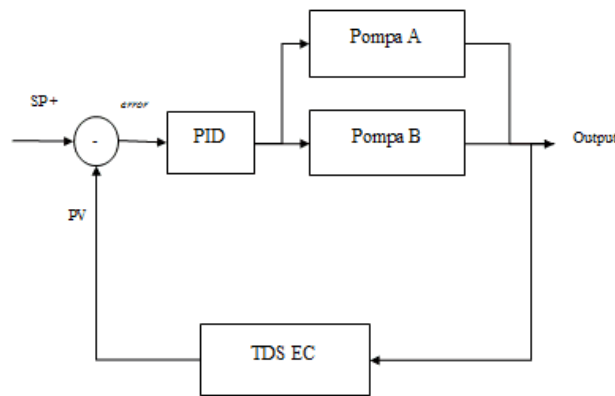 Pompa A
SP+
error
PID
Pompa B
Output
-
PV
TDS EC